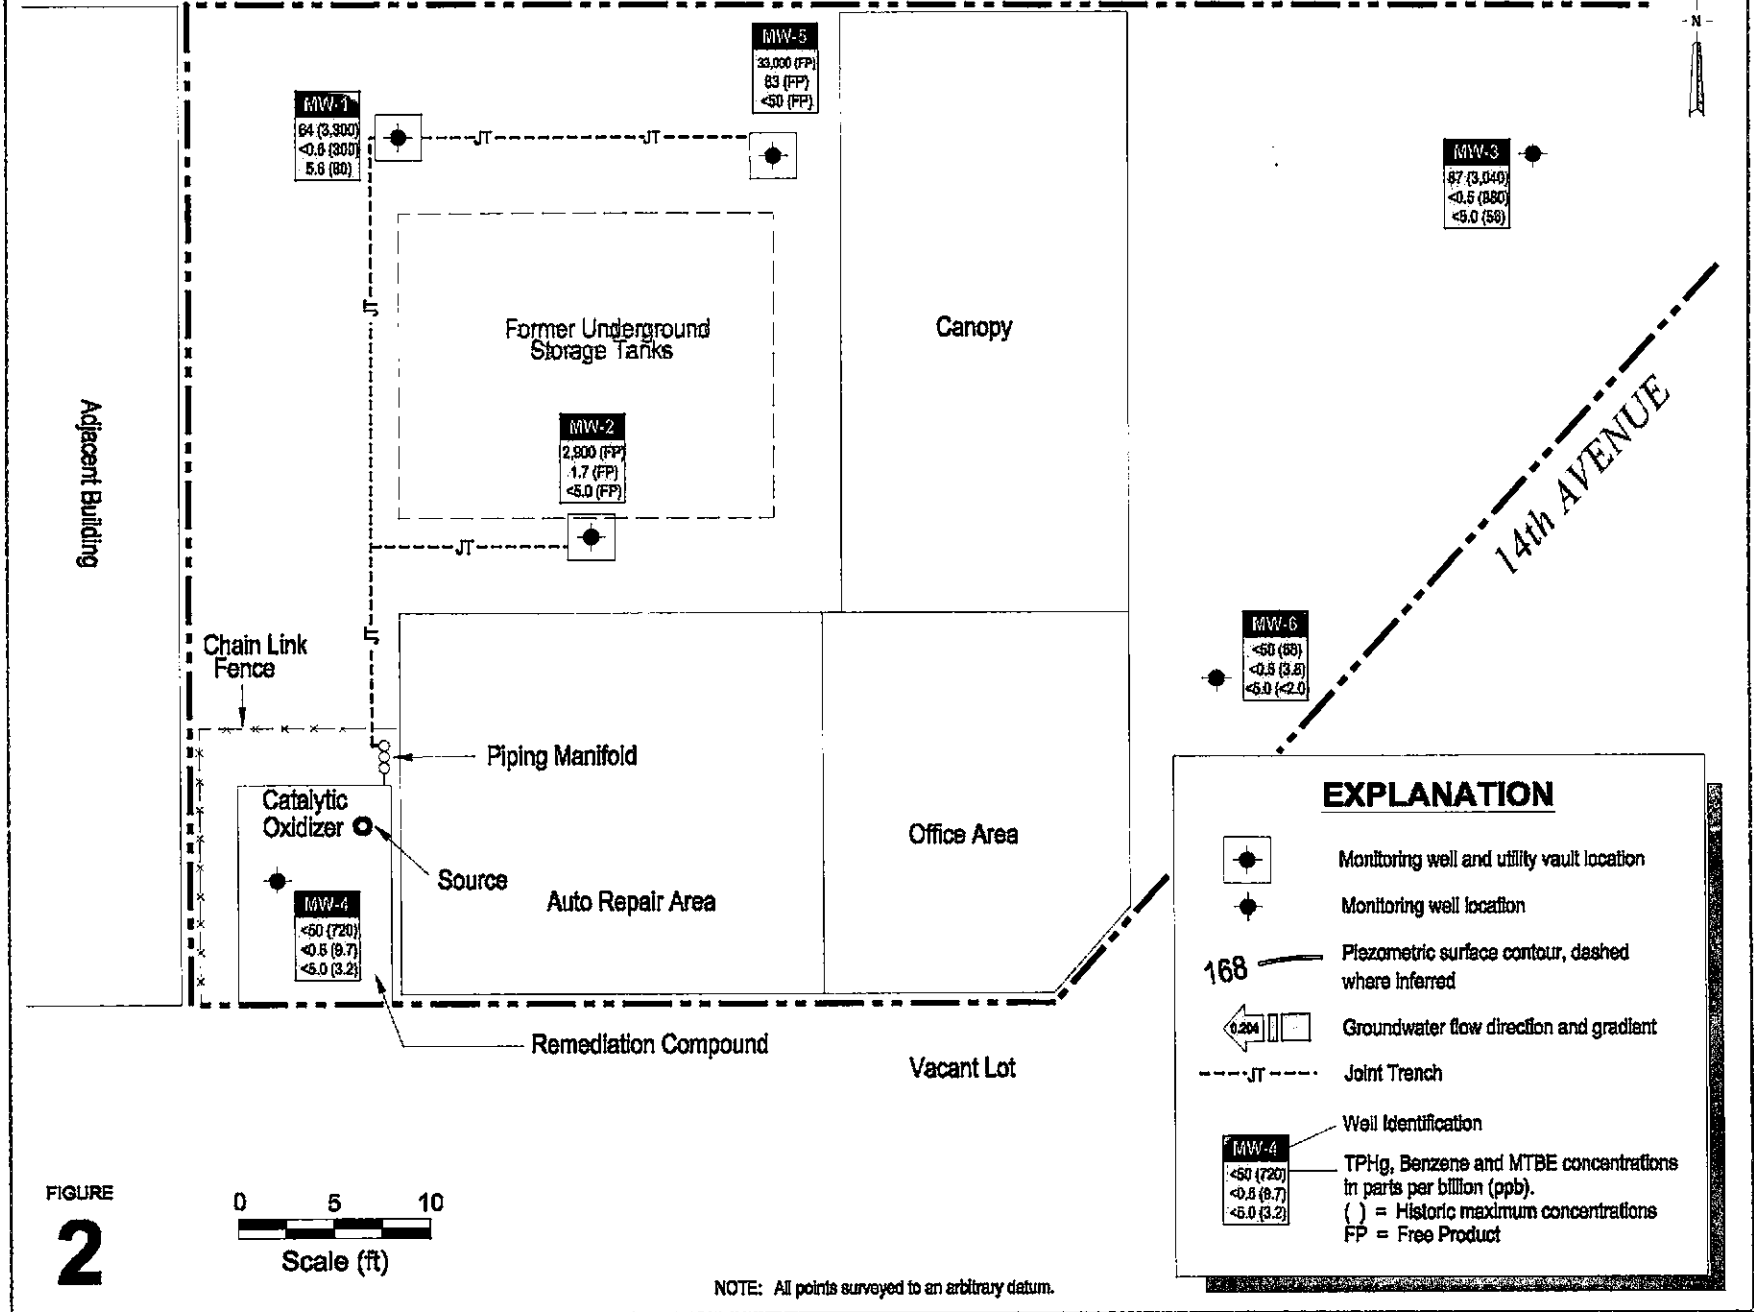 N
MW-5
33,000 (FP)
83 (FP)
<50 (FP)
MW-1
64 (3,300)
<0.5 (300)
5.6 (80)
JT
JT
MW-3
87 (3,040)
<0.5 (880)
<5.0 (58)
JT
Former Underground
Storage Tanks
Canopy
14th AVENUE
Adjacent Building
MW-2
2,900 (FP)
1.7 (FP)
<5.0 (FP)
JT
JT
Chain Link
Fence
MW-6
<50 (88)
<0.5 (3.6)
<5.0 (<2.0)
Piping Manifold
Catalytic
Oxidizer
Source
Office Area
Auto Repair Area
MW-4
<50 (720)
<0.5 (9.7)
<5.0 (3.2)
Remediation Compound
Vacant Lot
EXPLANATION
Monitoring well and utility vault location
Monitoring well location
168
Piezometric surface contour, dashed
where inferred
0.204
Groundwater flow direction and gradient
JT
Joint Trench
Well Identification
MW-4
<50 (720)
<0.5 (9.7)
<5.0 (3.2)
TPHg, Benzene and MTBE concentrations
in parts per billion (ppb).
( ) = Historic maximum concentrations
FP = Free Product
FIGURE
2
0 5 10
Scale (ft)
NOTE: All points surveyed to an arbitrary datum.